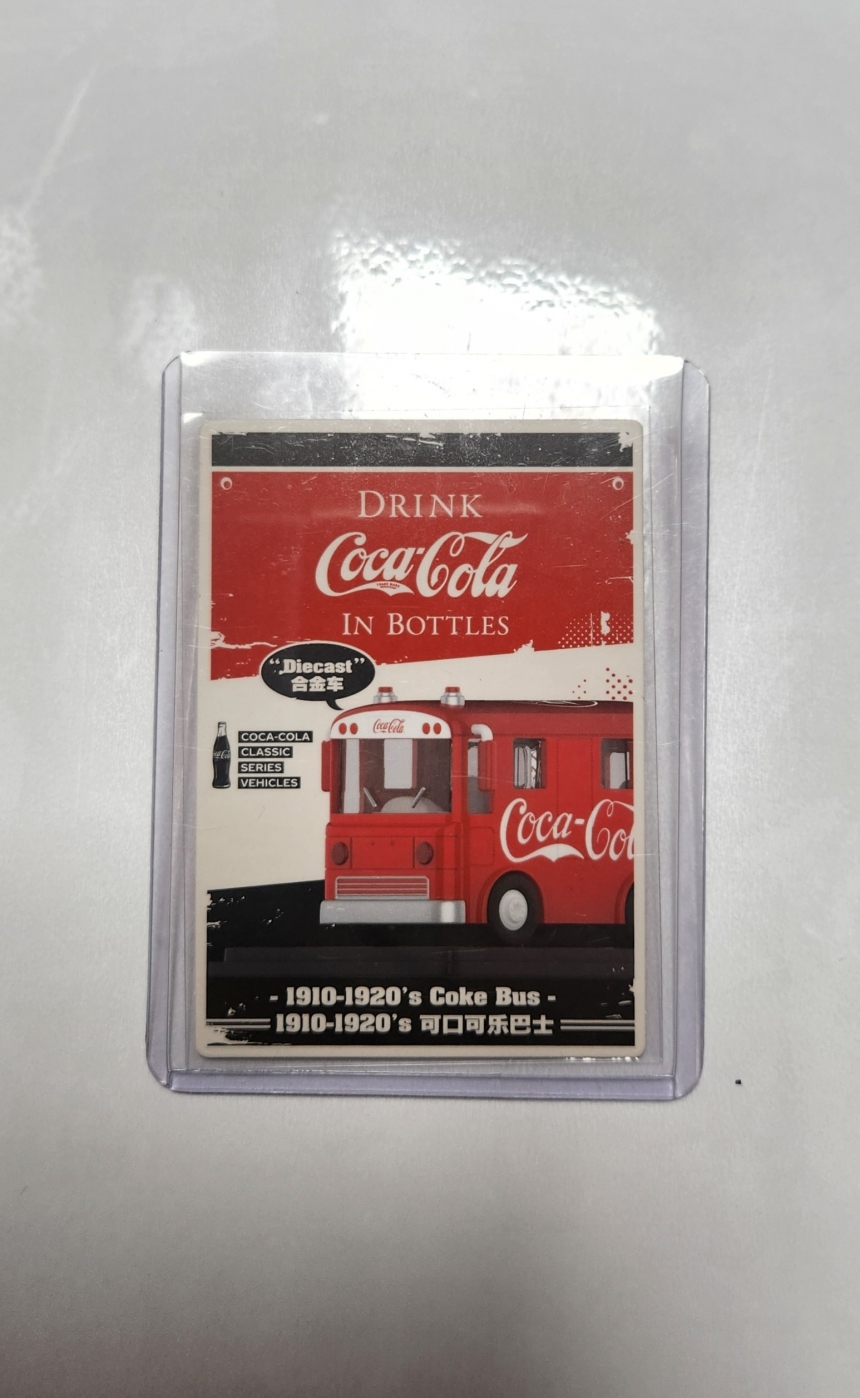 DRINK
Coca-Cola
IN BOTTLES
"Diecast"
合金车
COCA-COLA
CLASSIC
SERIES
VEHICLES
Coca-Cola
Coca-Col
- 1910-1920's Coke Bus -
1910-1920's 可口可乐巴士